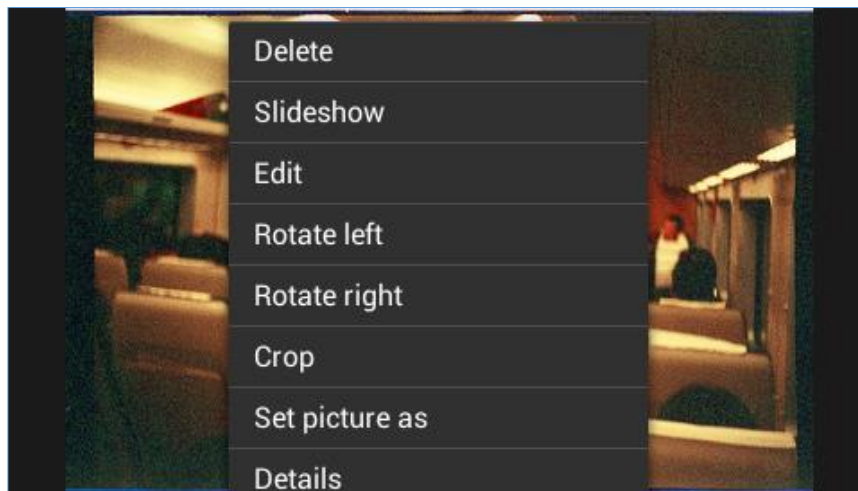 Delete
Slideshow
Edit
Rotate left
Rotate right
Crop
Set picture as
Details